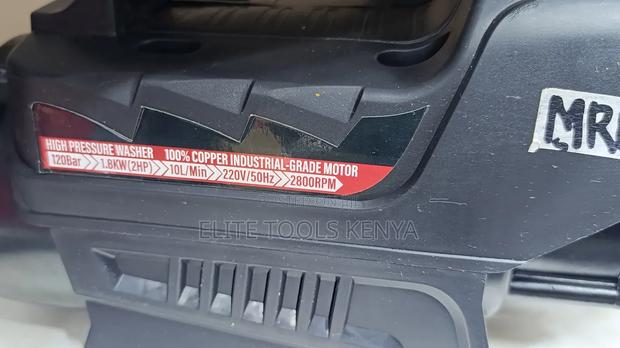 HIGH PRESSURE WASHER 100% COPPER INDUSTRIAL-GRADE MOTOR
120Bar >> 1.8KW(2HP) >> 10L/Min >> 220V/50Hz >> 2800RPM
ELITE TOOLS KENYA